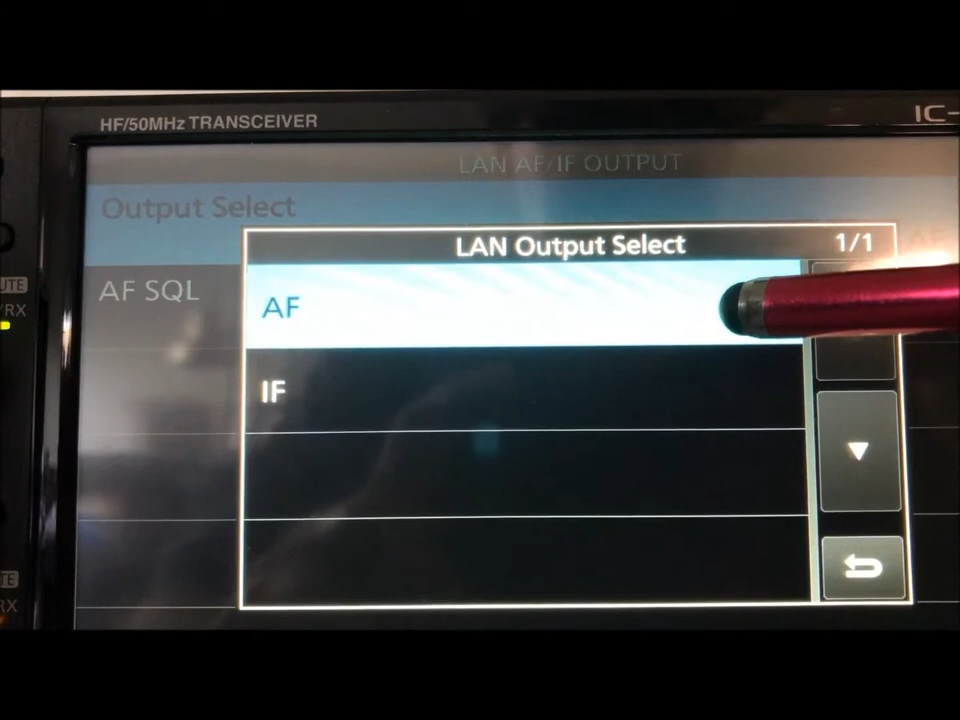 HF/50MHz TRANSCEIVER
IC-
LAN AF/IF OUTPUT
Output Select
LAN Output Select 1/1
AF SQL
AF
IF